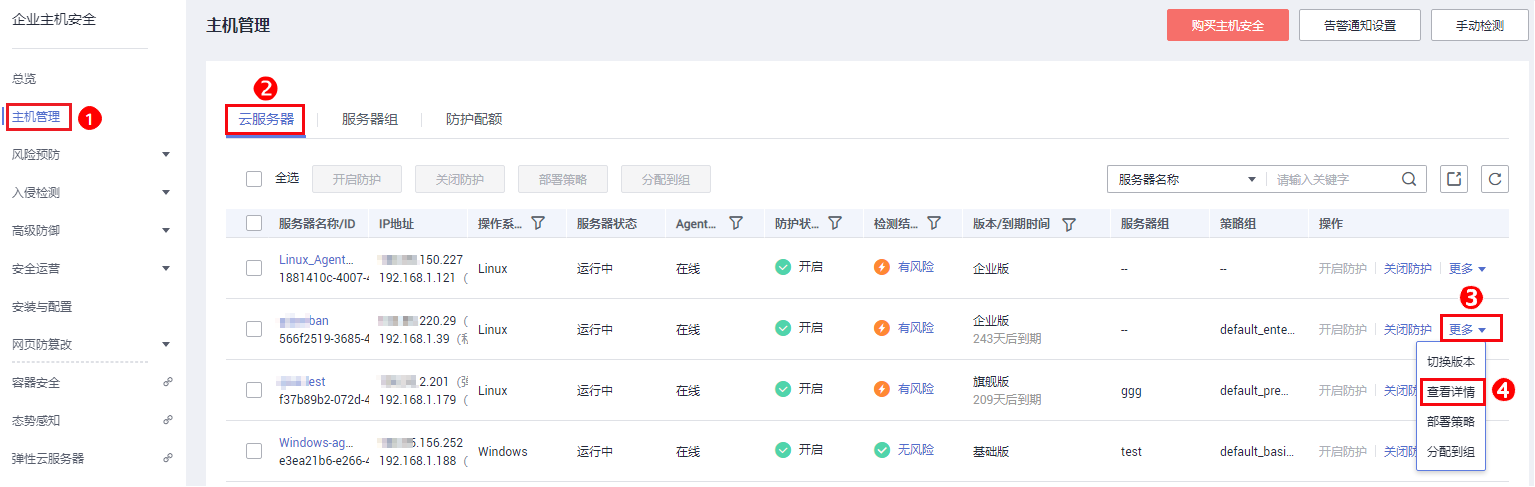 企业主机安全
总览
主机管理
1
风险预防
入侵检测
高级防御
安全运营
安装与配置
网页防篡改
容器安全
态势感知
弹性云服务器
主机管理
购买主机安全 告警通知设置 手动检测
2
云服务器 服务器组 防护配额
全选 开启防护 关闭防护 部署策略 分配到组 服务器名称 请输入关键字
服务器名称/ID IP地址 操作系... 服务器状态 Agent... 防护状... 检测结... 版本/到期时间 服务器组 策略组 操作
Linux_Agent... 150.227 Linux 运行中 在线 开启 有风险 企业版 -- -- 开启防护 关闭防护 更多
1881410c-4007-4 192.168.1.121
3
ban 220.29 Linux 运行中 在线 开启 有风险 企业版 -- default_ente... 开启防护 关闭防护 更多
566f2519-3685-4 192.168.1.39 243天后到期
切换版本
查看详情
4
部署策略
分配到组
est 2.201 Linux 运行中 在线 开启 有风险 旗舰版 ggg default_pre... 开启防护 关闭
f37b89b2-072d-4 192.168.1.179 209天后到期
Windows-ag... 5.156.252 Windows 运行中 在线 开启 无风险 基础版 test default_basi... 开启防护 关闭
e3ea21b6-e266-4 192.168.1.188